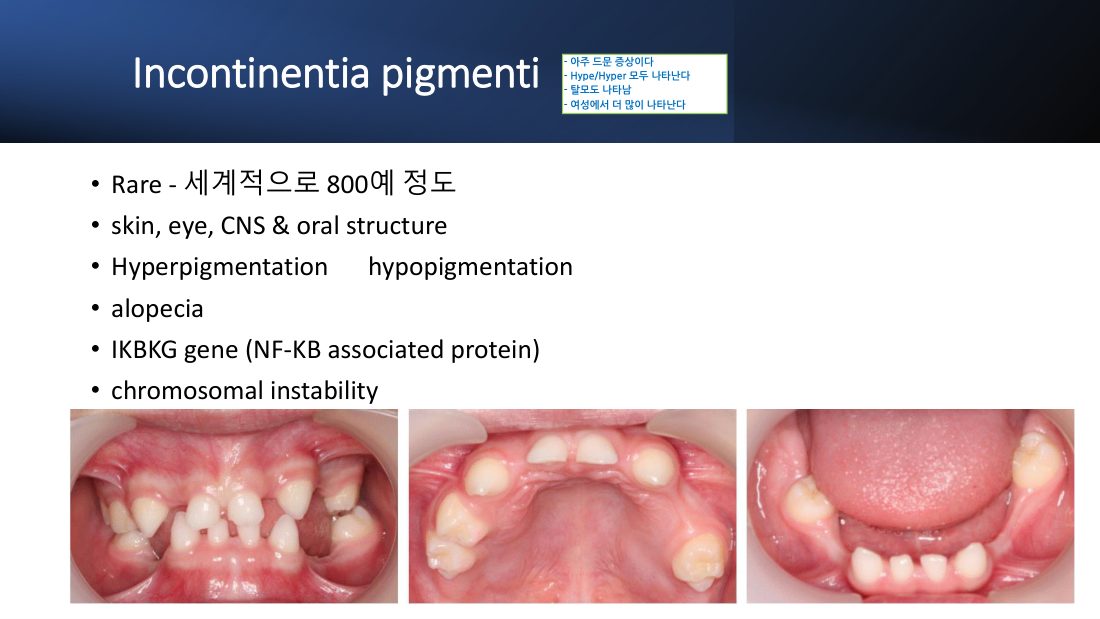 Incontinentia pigmenti
- 아주 드문 증상이다
- Hype/Hyper 모두 나타난다
- 탈모도 나타남
- 여성에서 더 많이 나타난다
• Rare - 세계적으로 800예 정도
• skin, eye, CNS & oral structure
• Hyperpigmentation hypopigmentation
• alopecia
• IKBKG gene (NF-KB associated protein)
• chromosomal instability